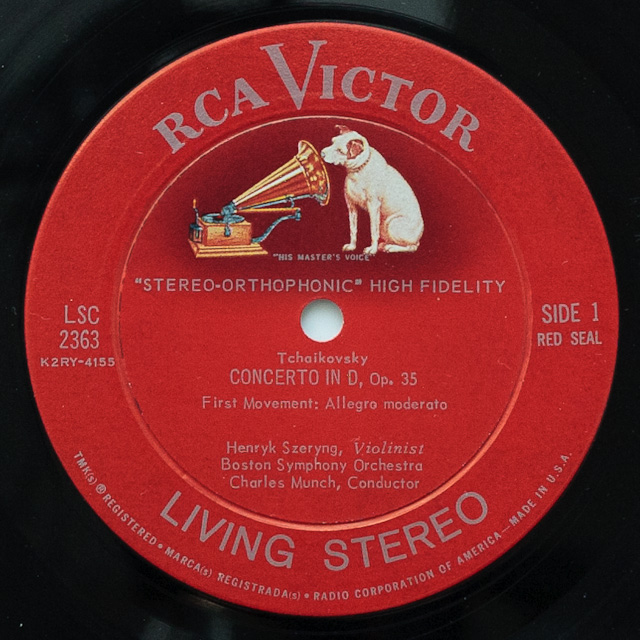 RCA VICTOR
"HIS MASTER'S VOICE"
"STEREO-ORTHOPHONIC" HIGH FIDELITY
LSC
2363
K2RY-4155
SIDE 1
RED SEAL
Tchaikovsky
CONCERTO IN D, Op. 35
First Movement: Allegro moderato
Henryk Szeryng, Violinist
Boston Symphony Orchestra
Charles Munch, Conductor
LIVING STEREO
TMK(s) ® REGISTERED • MARCA(s) REGISTRADA(s) • RADIO CORPORATION OF AMERICA—MADE IN U.S.A.